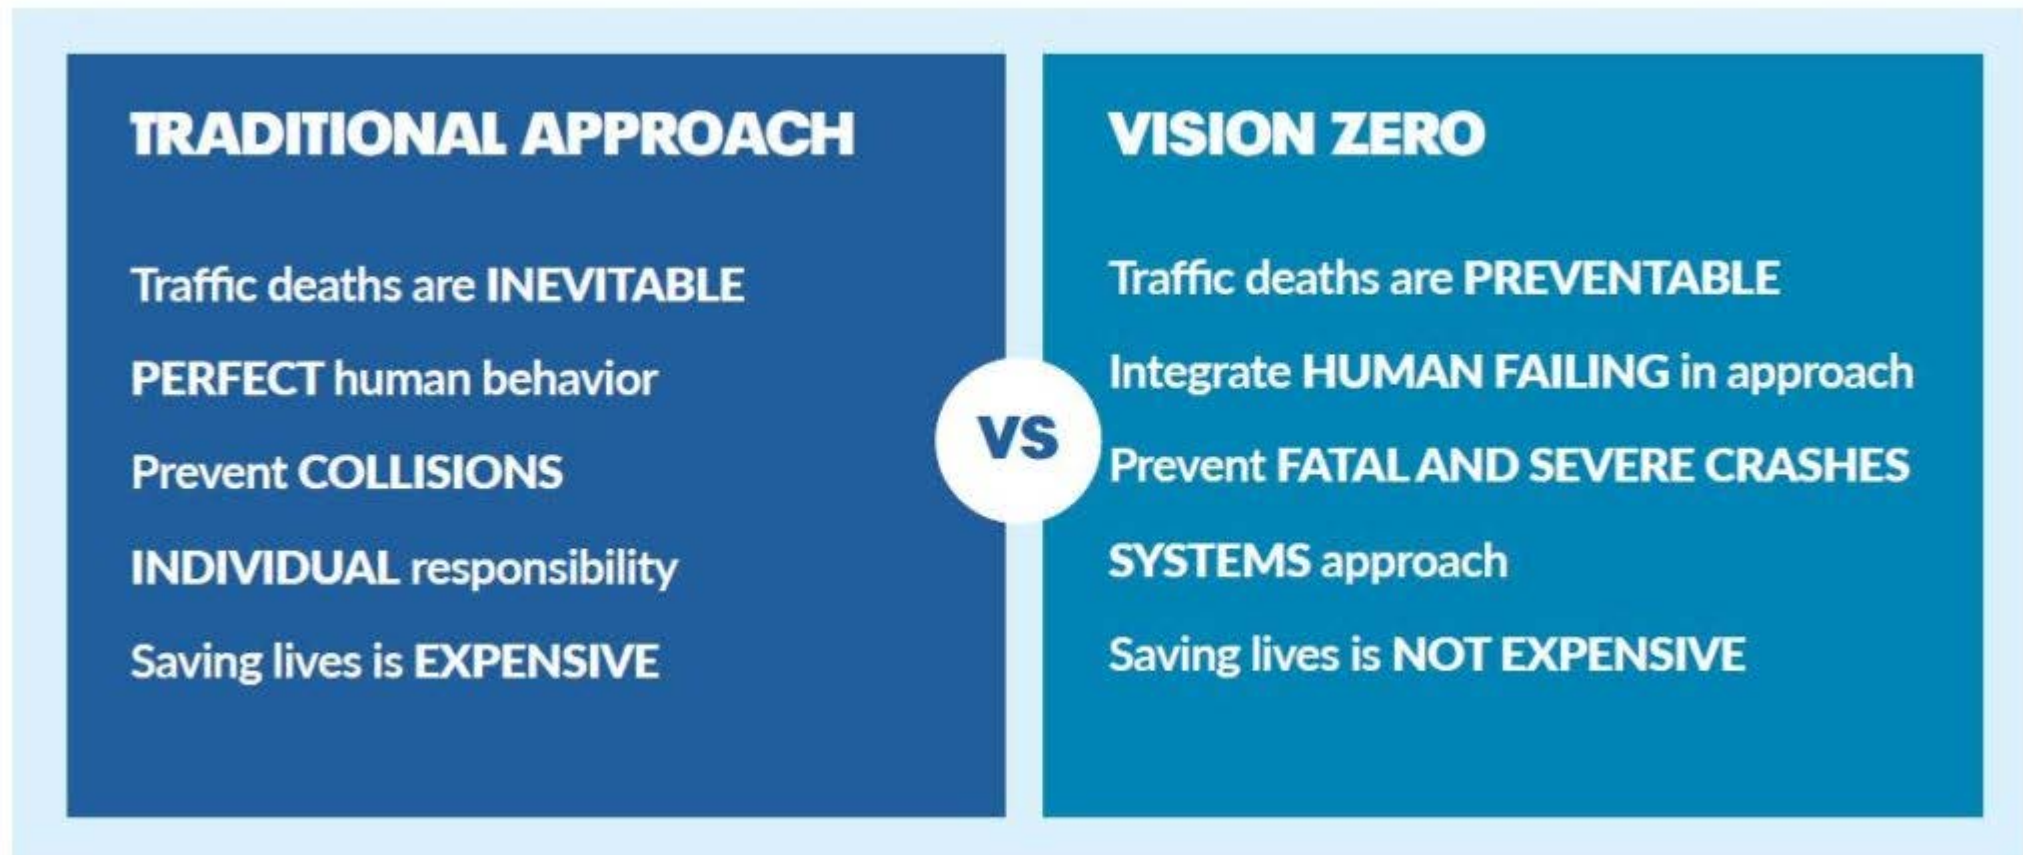 TRADITIONAL APPROACH
Traffic deaths are INEVITABLE
PERFECT human behavior
Prevent COLLISIONS
INDIVIDUAL responsibility
Saving lives is EXPENSIVE
VS
VISION ZERO
Traffic deaths are PREVENTABLE
Integrate HUMAN FAILING in approach
Prevent FATAL AND SEVERE CRASHES
SYSTEMS approach
Saving lives is NOT EXPENSIVE